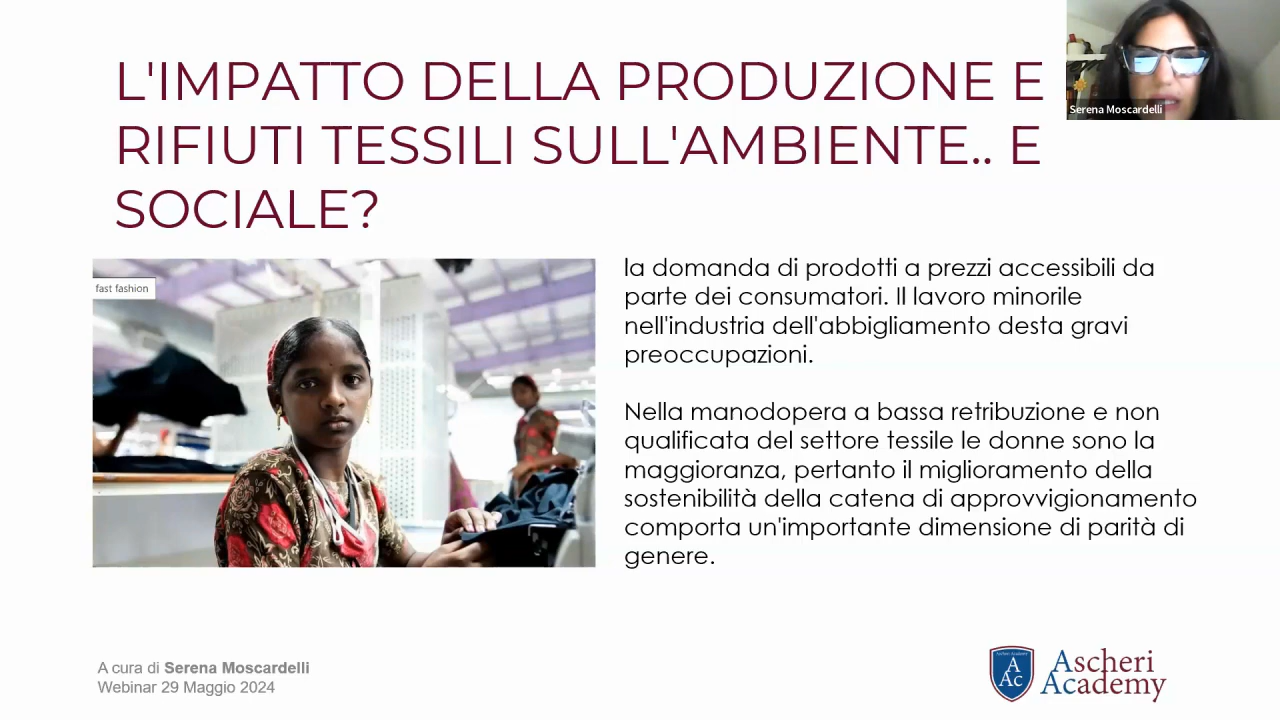 L'IMPATTO DELLA PRODUZIONE E
RIFIUTI TESSILI SULL'AMBIENTE.. E
SOCIALE?
Serena Moscardelli
fast fashion
la domanda di prodotti a prezzi accessibili da
parte dei consumatori. Il lavoro minorile
nell'industria dell'abbigliamento desta gravi
preoccupazioni.
Nella manodopera a bassa retribuzione e non
qualificata del settore tessile le donne sono la
maggioranza, pertanto il miglioramento della
sostenibilità della catena di approvvigionamento
comporta un'importante dimensione di parità di
genere.
A cura di Serena Moscardelli
Webinar 29 Maggio 2024
Ascheri Academy
A
Ac
Ascheri
Academy